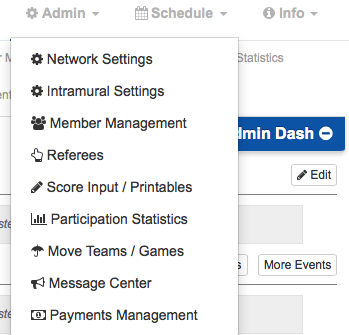 Admin Schedule Info
Network Settings
Statistics
Intramural Settings
Member Management
Referees
Score Input / Printables
Participation Statistics
Move Teams / Games
Message Center
Payments Management
dmin Dash
Edit
More Events